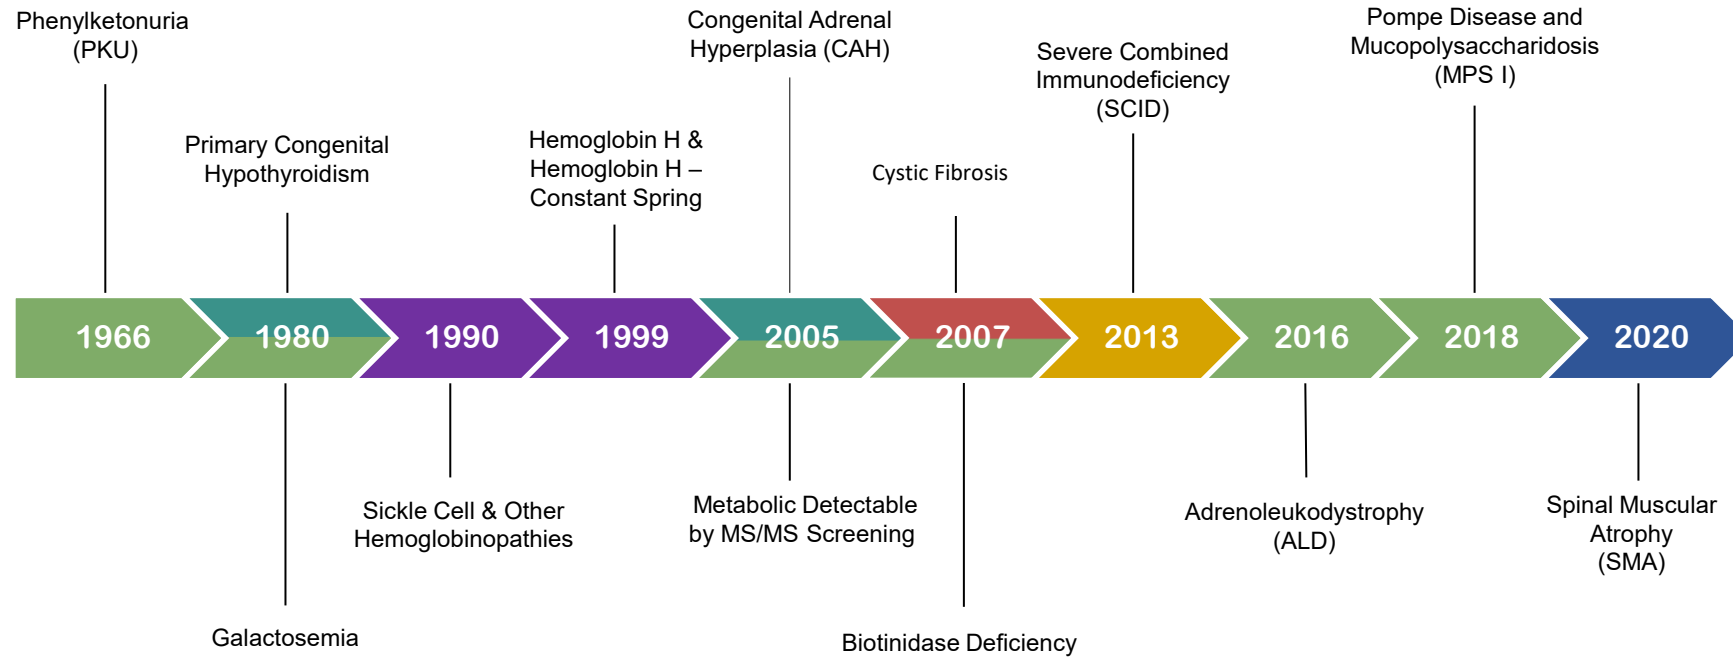 Phenylketonuria
(PKU)
Primary Congenital
Hypothyroidism
Hemoglobin H &
Hemoglobin H –
Constant Spring
Congenital Adrenal
Hyperplasia (CAH)
Cystic Fibrosis
Severe Combined
Immunodeficiency
(SCID)
Pompe Disease and
Mucopolysaccharidosis
(MPS I)
1966
1980
1990
1999
2005
2007
2013
2016
2018
2020
Galactosemia
Sickle Cell & Other
Hemoglobinopathies
Metabolic Detectable
by MS/MS Screening
Biotinidase Deficiency
Adrenoleukodystrophy
(ALD)
Spinal Muscular
Atrophy
(SMA)